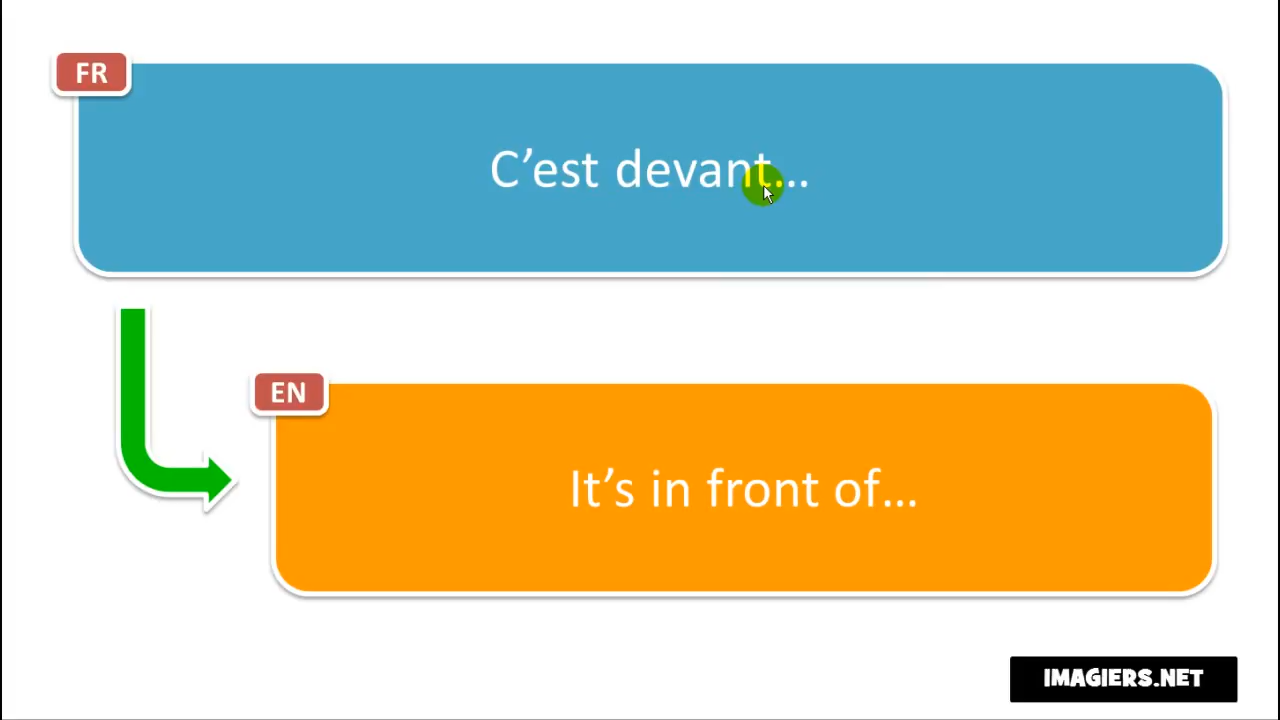 FR
C’est devant...
EN
It’s in front of...
IMAGIERS.NET